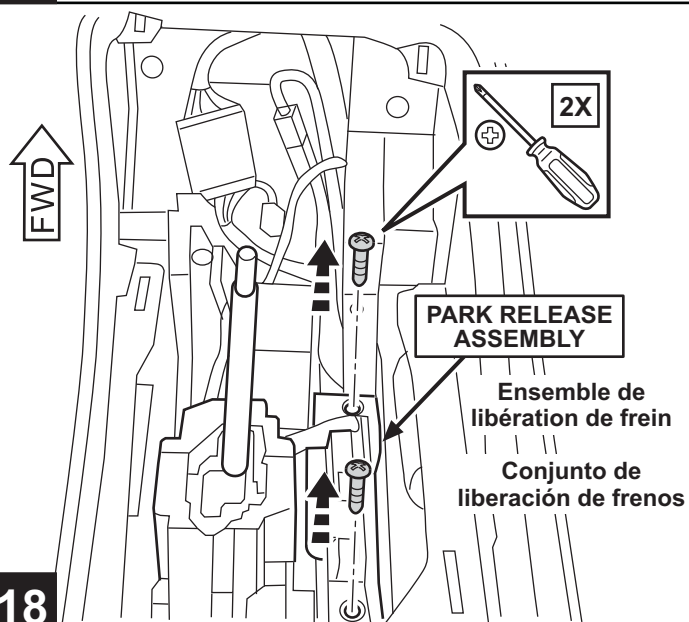 FWD
2X
PARK RELEASE
ASSEMBLY
Ensemble de
libération de frein
Conjunto de
liberación de frenos
18